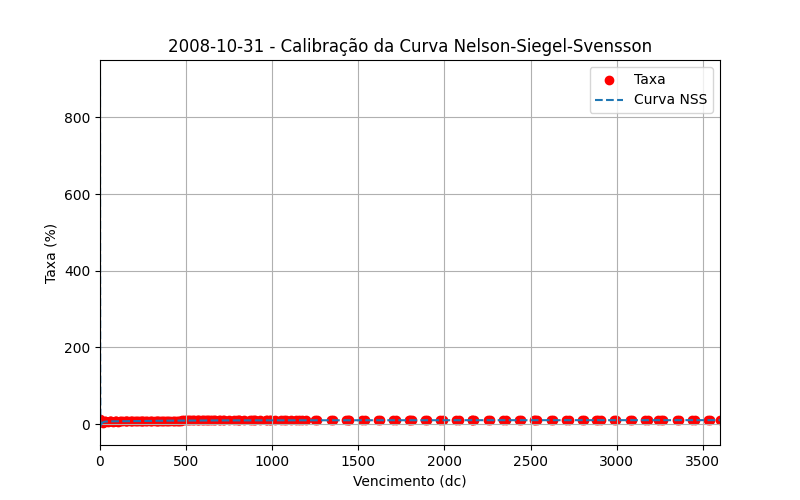 2008-10-31 - Calibração da Curva Nelson-Siegel-Svensson
Taxa
Curva NSS
800
600
400
200
0
Taxa (%)
0 500 1000 1500 2000 2500 3000 3500
Vencimento (dc)